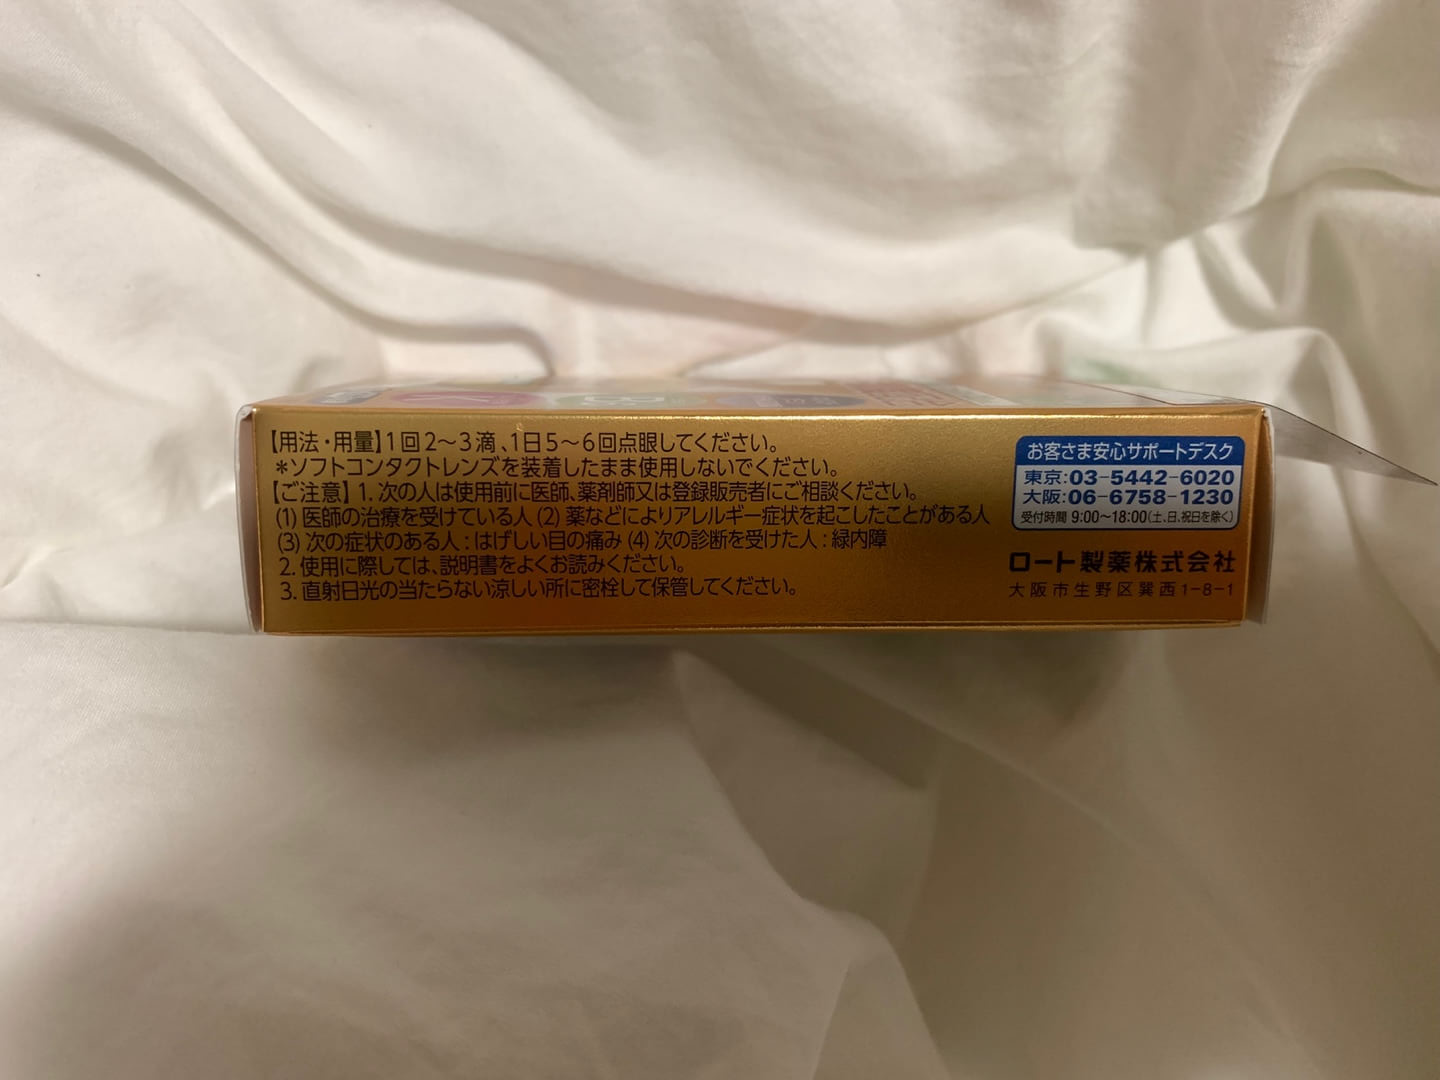 【用法・用量】1回2～3滴、1日5～6回点眼してください。
＊ソフトコンタクトレンズを装着したまま使用しないでください。
【ご注意】1. 次の人は使用前に医師、薬剤師又は登録販売者にご相談ください。
(1) 医師の治療を受けている人 (2) 薬などによりアレルギー症状を起こしたことがある人
(3) 次の症状のある人：はげしい目の痛み (4) 次の診断を受けた人：緑内障
2. 使用に際しては、説明書をよくお読みください。
3. 直射日光の当たらない涼しい所に密栓して保管してください。
お客さま安心サポートデスク
東京:03-5442-6020
大阪:06-6758-1230
受付時間 9:00～18:00(土、日、祝日を除く)
ロート製薬株式会社
大阪市生野区巽西1-8-1